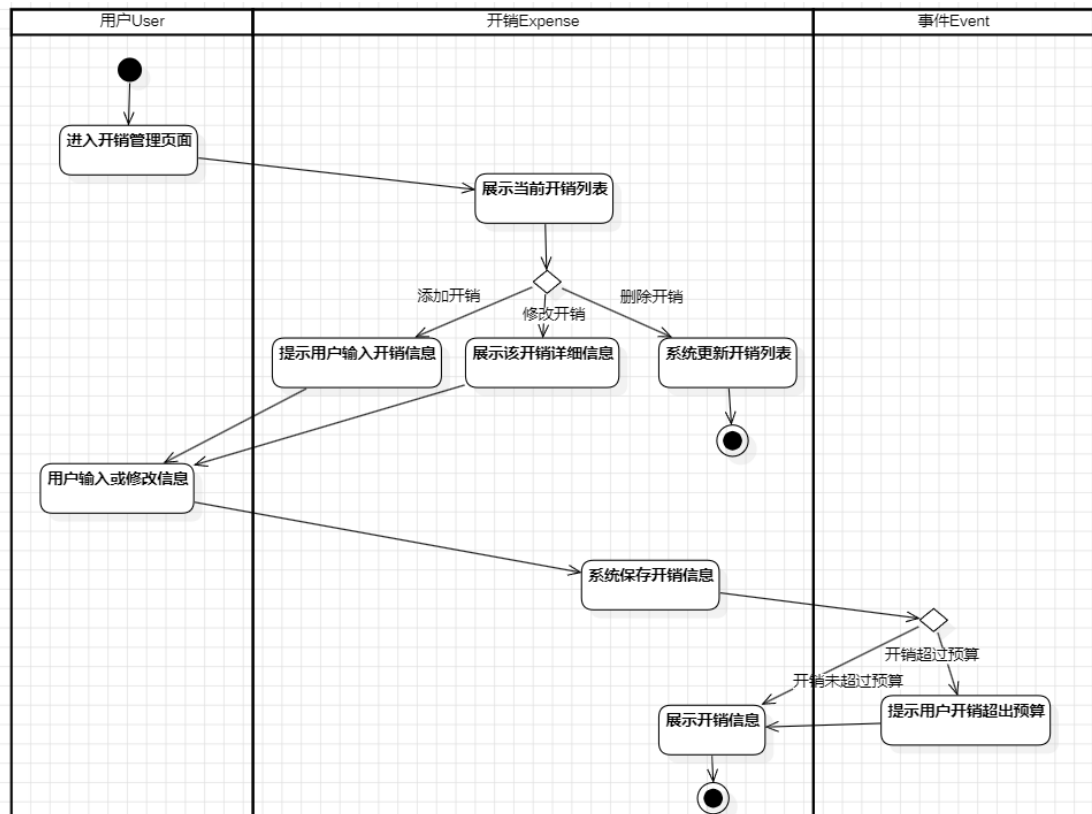 用户User
开销Expense
事件Event
进入开销管理页面
展示当前开销列表
添加开销
修改开销
删除开销
提示用户输入开销信息
展示该开销详细信息
系统更新开销列表
用户输入或修改信息
系统保存开销信息
开销超过预算
开销未超过预算
展示开销信息
提示用户开销超出预算